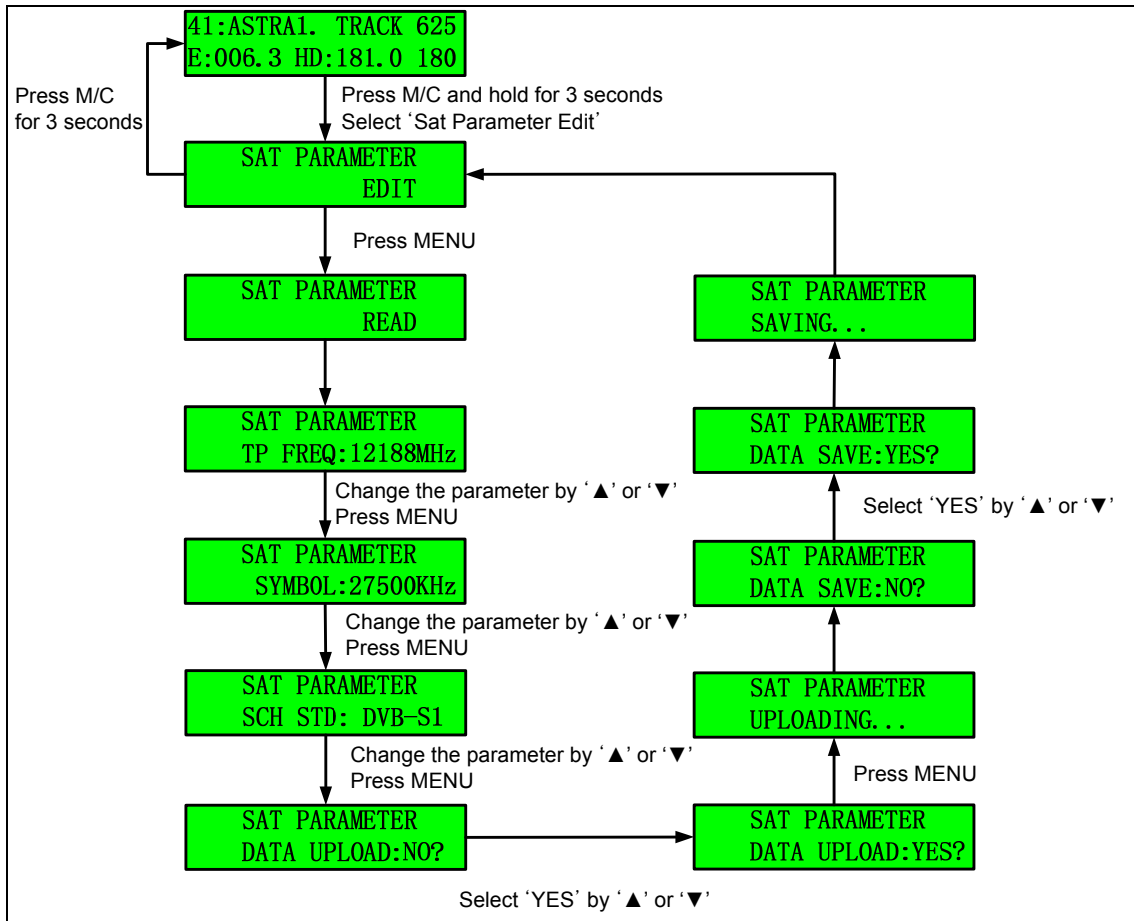 41:ASTRA1. TRACK 625
E:006.3 HD:181.0 180
Press M/C
for 3 seconds
Press M/C and hold for 3 seconds
Select ‘Sat Parameter Edit’
SAT PARAMETER
EDIT
Press MENU
SAT PARAMETER
READ
SAT PARAMETER
TP FREQ:12188MHz
Change the parameter by ‘▲’ or ‘▼’
Press MENU
SAT PARAMETER
SYMBOL:27500KHz
Change the parameter by ‘▲’ or ‘▼’
Press MENU
SAT PARAMETER
SCH STD: DVB-S1
Change the parameter by ‘▲’ or ‘▼’
Press MENU
SAT PARAMETER
DATA UPLOAD:NO?
Select ‘YES’ by ‘▲’ or ‘▼’
SAT PARAMETER
DATA UPLOAD:YES?
Press MENU
SAT PARAMETER
UPLOADING...
SAT PARAMETER
DATA SAVE:NO?
Select ‘YES’ by ‘▲’ or ‘▼’
SAT PARAMETER
DATA SAVE:YES?
SAT PARAMETER
SAVING...